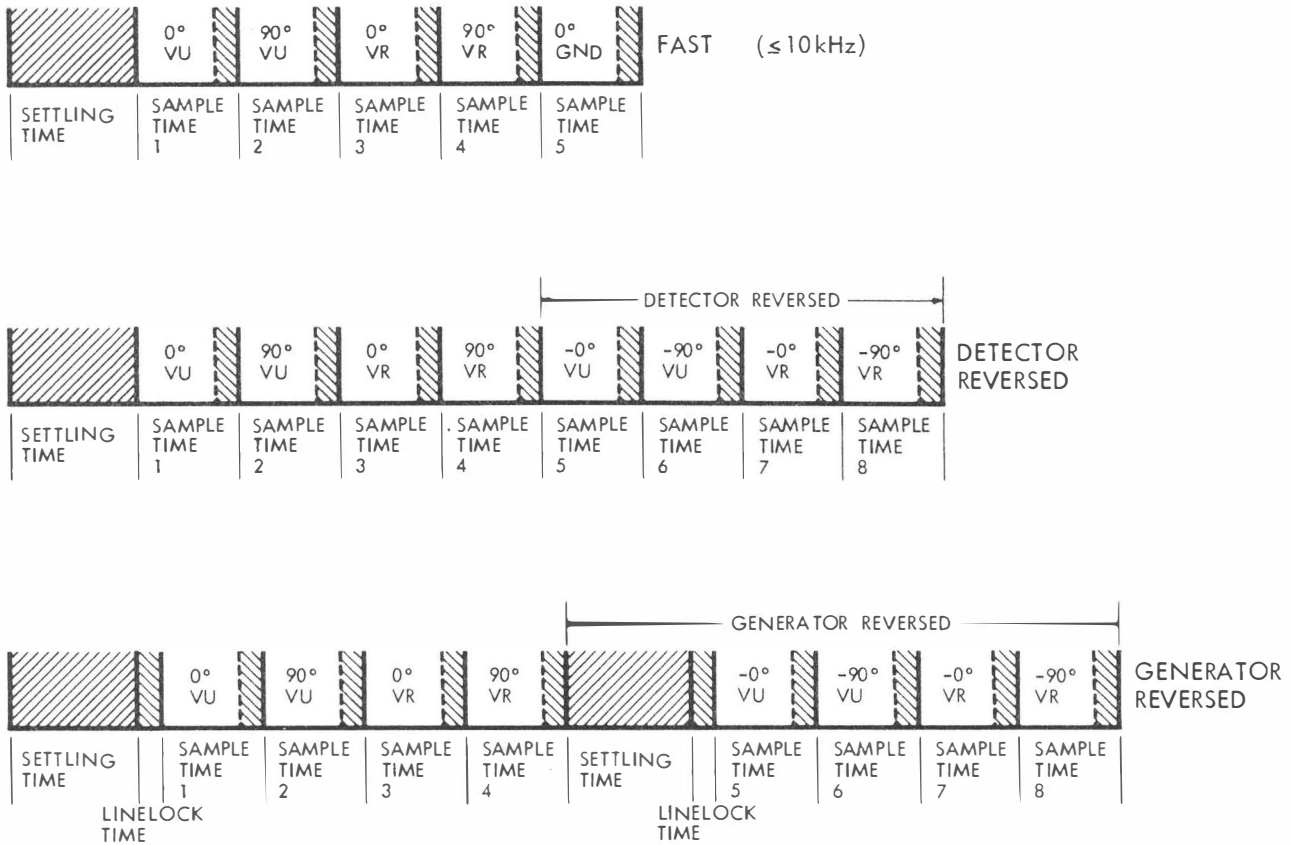 0° 90° 0° 90° 0°
VU VU VR VR GND
FAST (≤10kHz)
SETTLING TIME
SAMPLE TIME 1
SAMPLE TIME 2
SAMPLE TIME 3
SAMPLE TIME 4
SAMPLE TIME 5
DETECTOR REVERSED
0° 90° 0° 90° -0° -90° -0° -90°
VU VU VR VR VU VU VR VR
DETECTOR
REVERSED
SETTLING TIME
SAMPLE TIME 1
SAMPLE TIME 2
SAMPLE TIME 3
SAMPLE TIME 4
SAMPLE TIME 5
SAMPLE TIME 6
SAMPLE TIME 7
SAMPLE TIME 8
GENERATOR REVERSED
0° 90° 0° 90° -0° -90° -0° -90°
VU VU VR VR VU VU VR VR
GENERATOR
REVERSED
SETTLING TIME
LINELOCK TIME
SAMPLE TIME 1
SAMPLE TIME 2
SAMPLE TIME 3
SAMPLE TIME 4
SETTLING TIME
LINELOCK TIME
SAMPLE TIME 5
SAMPLE TIME 6
SAMPLE TIME 7
SAMPLE TIME 8